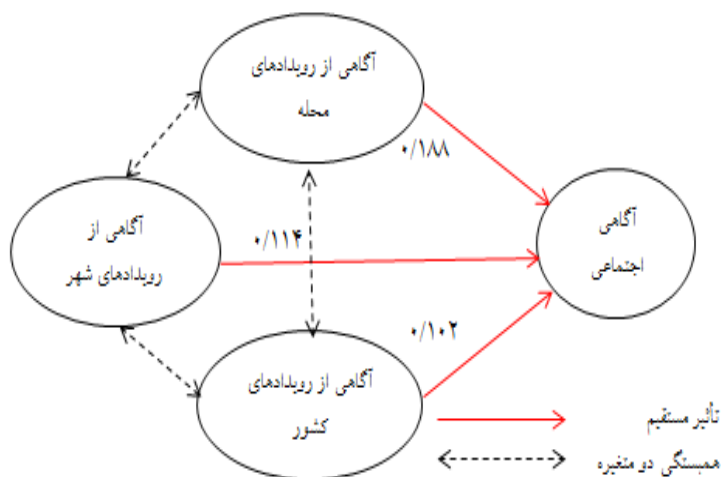 آگاهی از رویدادهای
محله
۰/۱۸۸
آگاهی از
رویدادهای شهر
۰/۱۱۴
آگاهی
اجتماعی
۰/۱۰۲
آگاهی از رویدادهای
کشور
تأثیر مستقیم
همبستگی دو متغیره